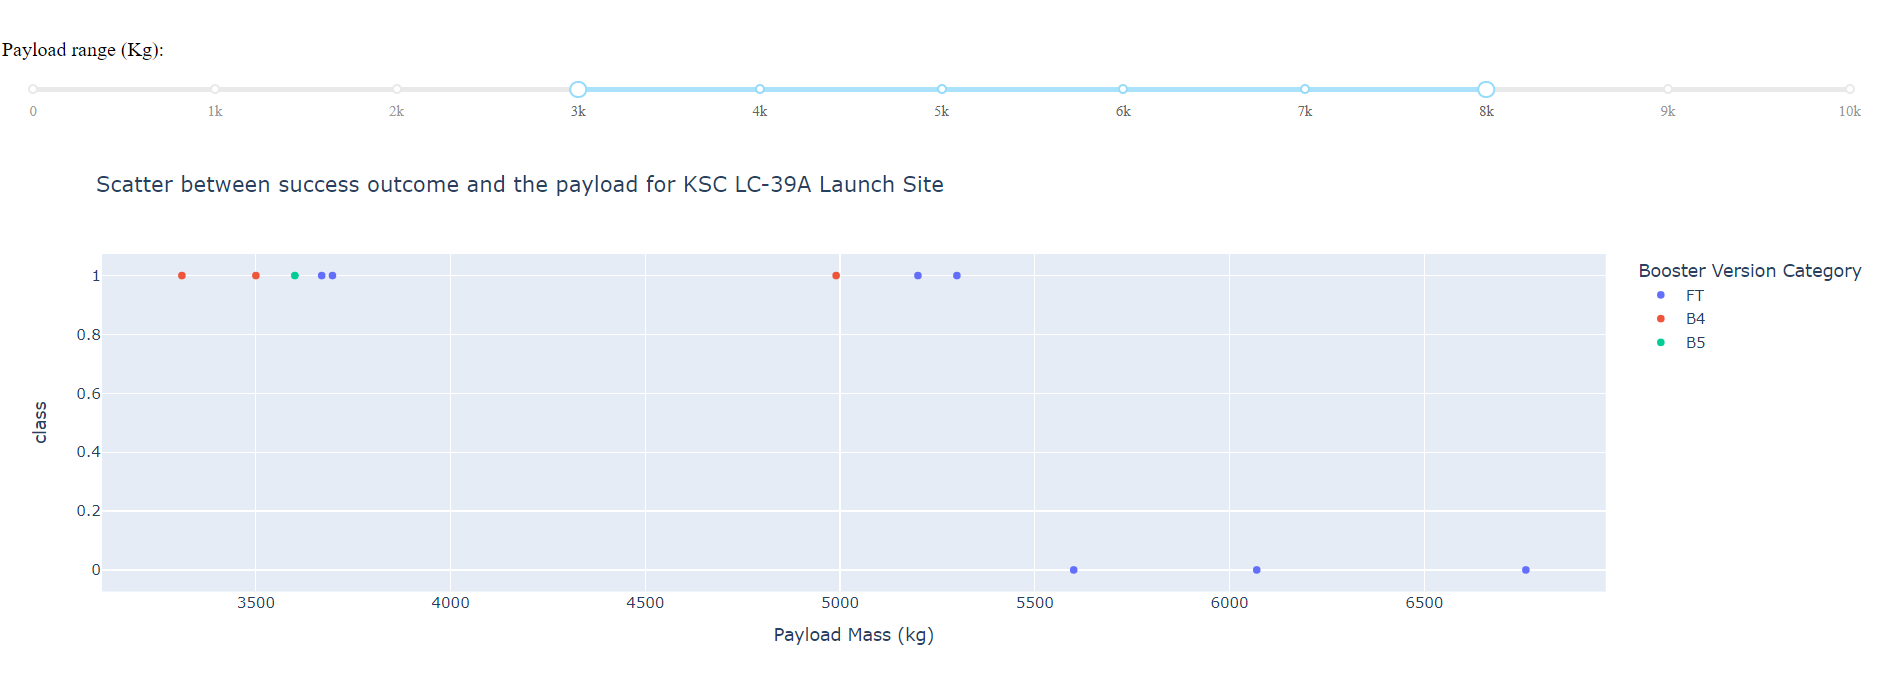 Payload range (Kg):
0 1k 2k 3k 4k 5k 6k 7k 8k 9k 10k
Scatter between success outcome and the payload for KSC LC-39A Launch Site
Booster Version Category
FT
B4
B5
class
1
0.8
0.6
0.4
0.2
0
3500 4000 4500 5000 5500 6000 6500
Payload Mass (kg)